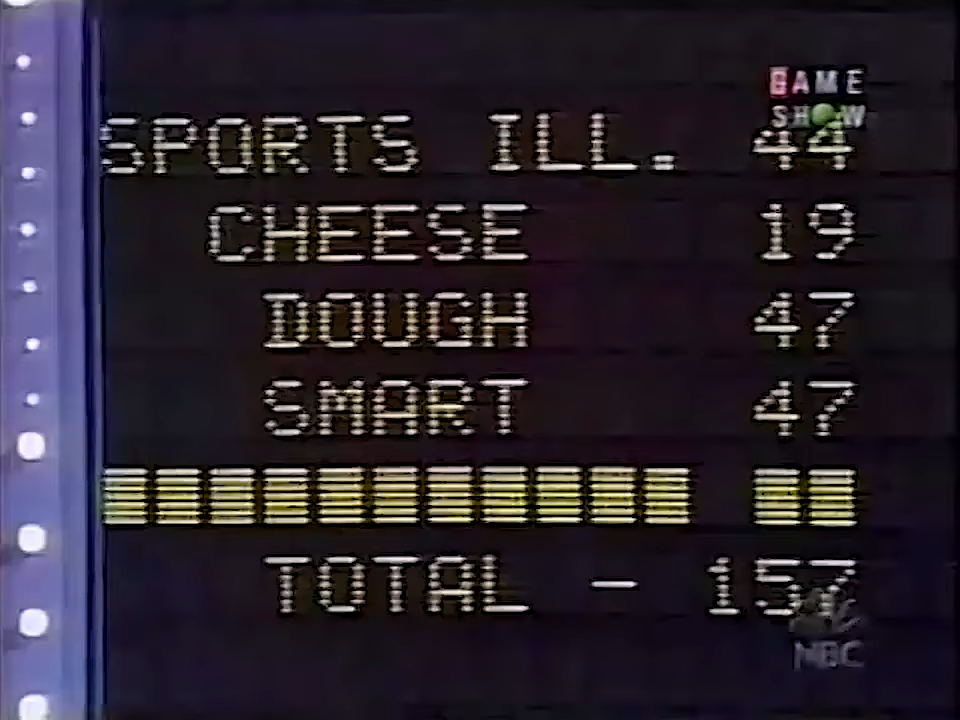 GAME
SHOW
SPORTS ILL. 44
CHEESE 19
DOUGH 47
SMART 47
TOTAL - 157
NBC